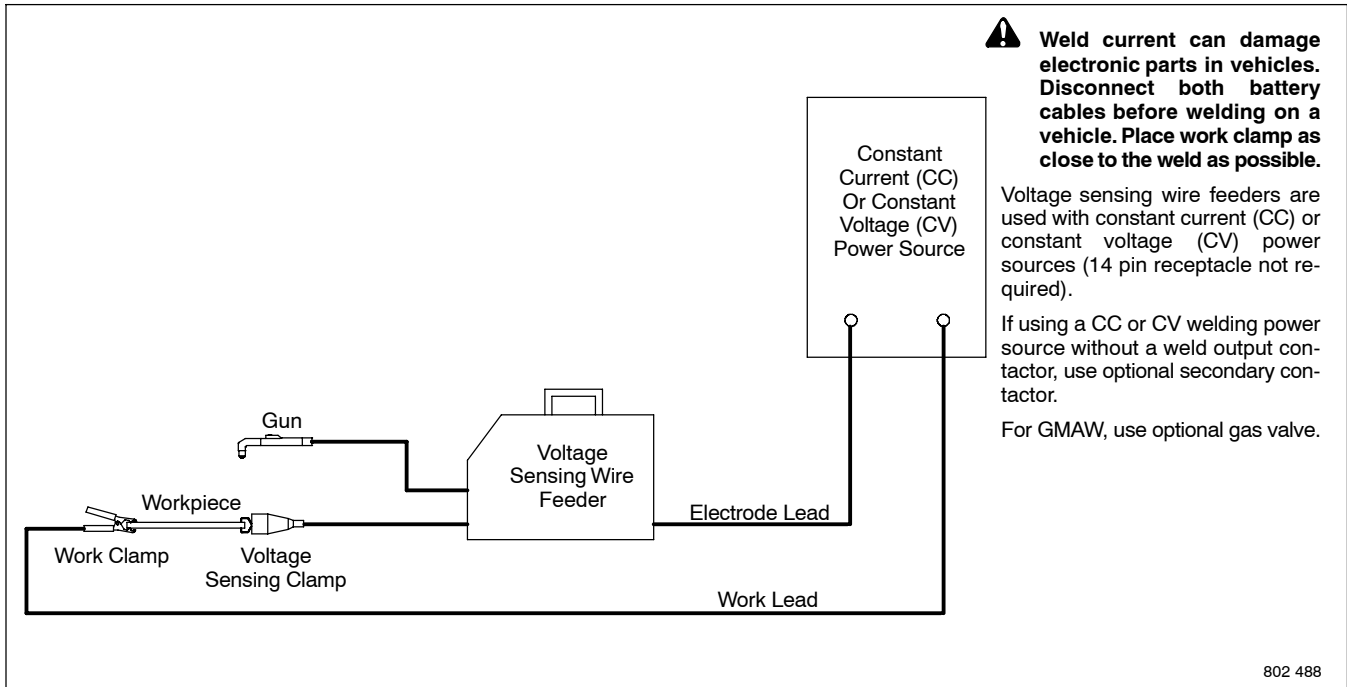 Weld current can damage
electronic parts in vehicles.
Disconnect both battery
cables before welding on a
vehicle. Place work clamp as
close to the weld as possible.
Voltage sensing wire feeders are
used with constant current (CC) or
constant voltage (CV) power
sources (14 pin receptacle not re-
quired).
If using a CC or CV welding power
source without a weld output con-
tactor, use optional secondary con-
tactor.
For GMAW, use optional gas valve.
Constant
Current (CC)
Or Constant
Voltage (CV)
Power Source
Gun
Voltage
Sensing Wire
Feeder
Workpiece
Electrode Lead
Work Clamp
Voltage
Sensing Clamp
Work Lead
802 488